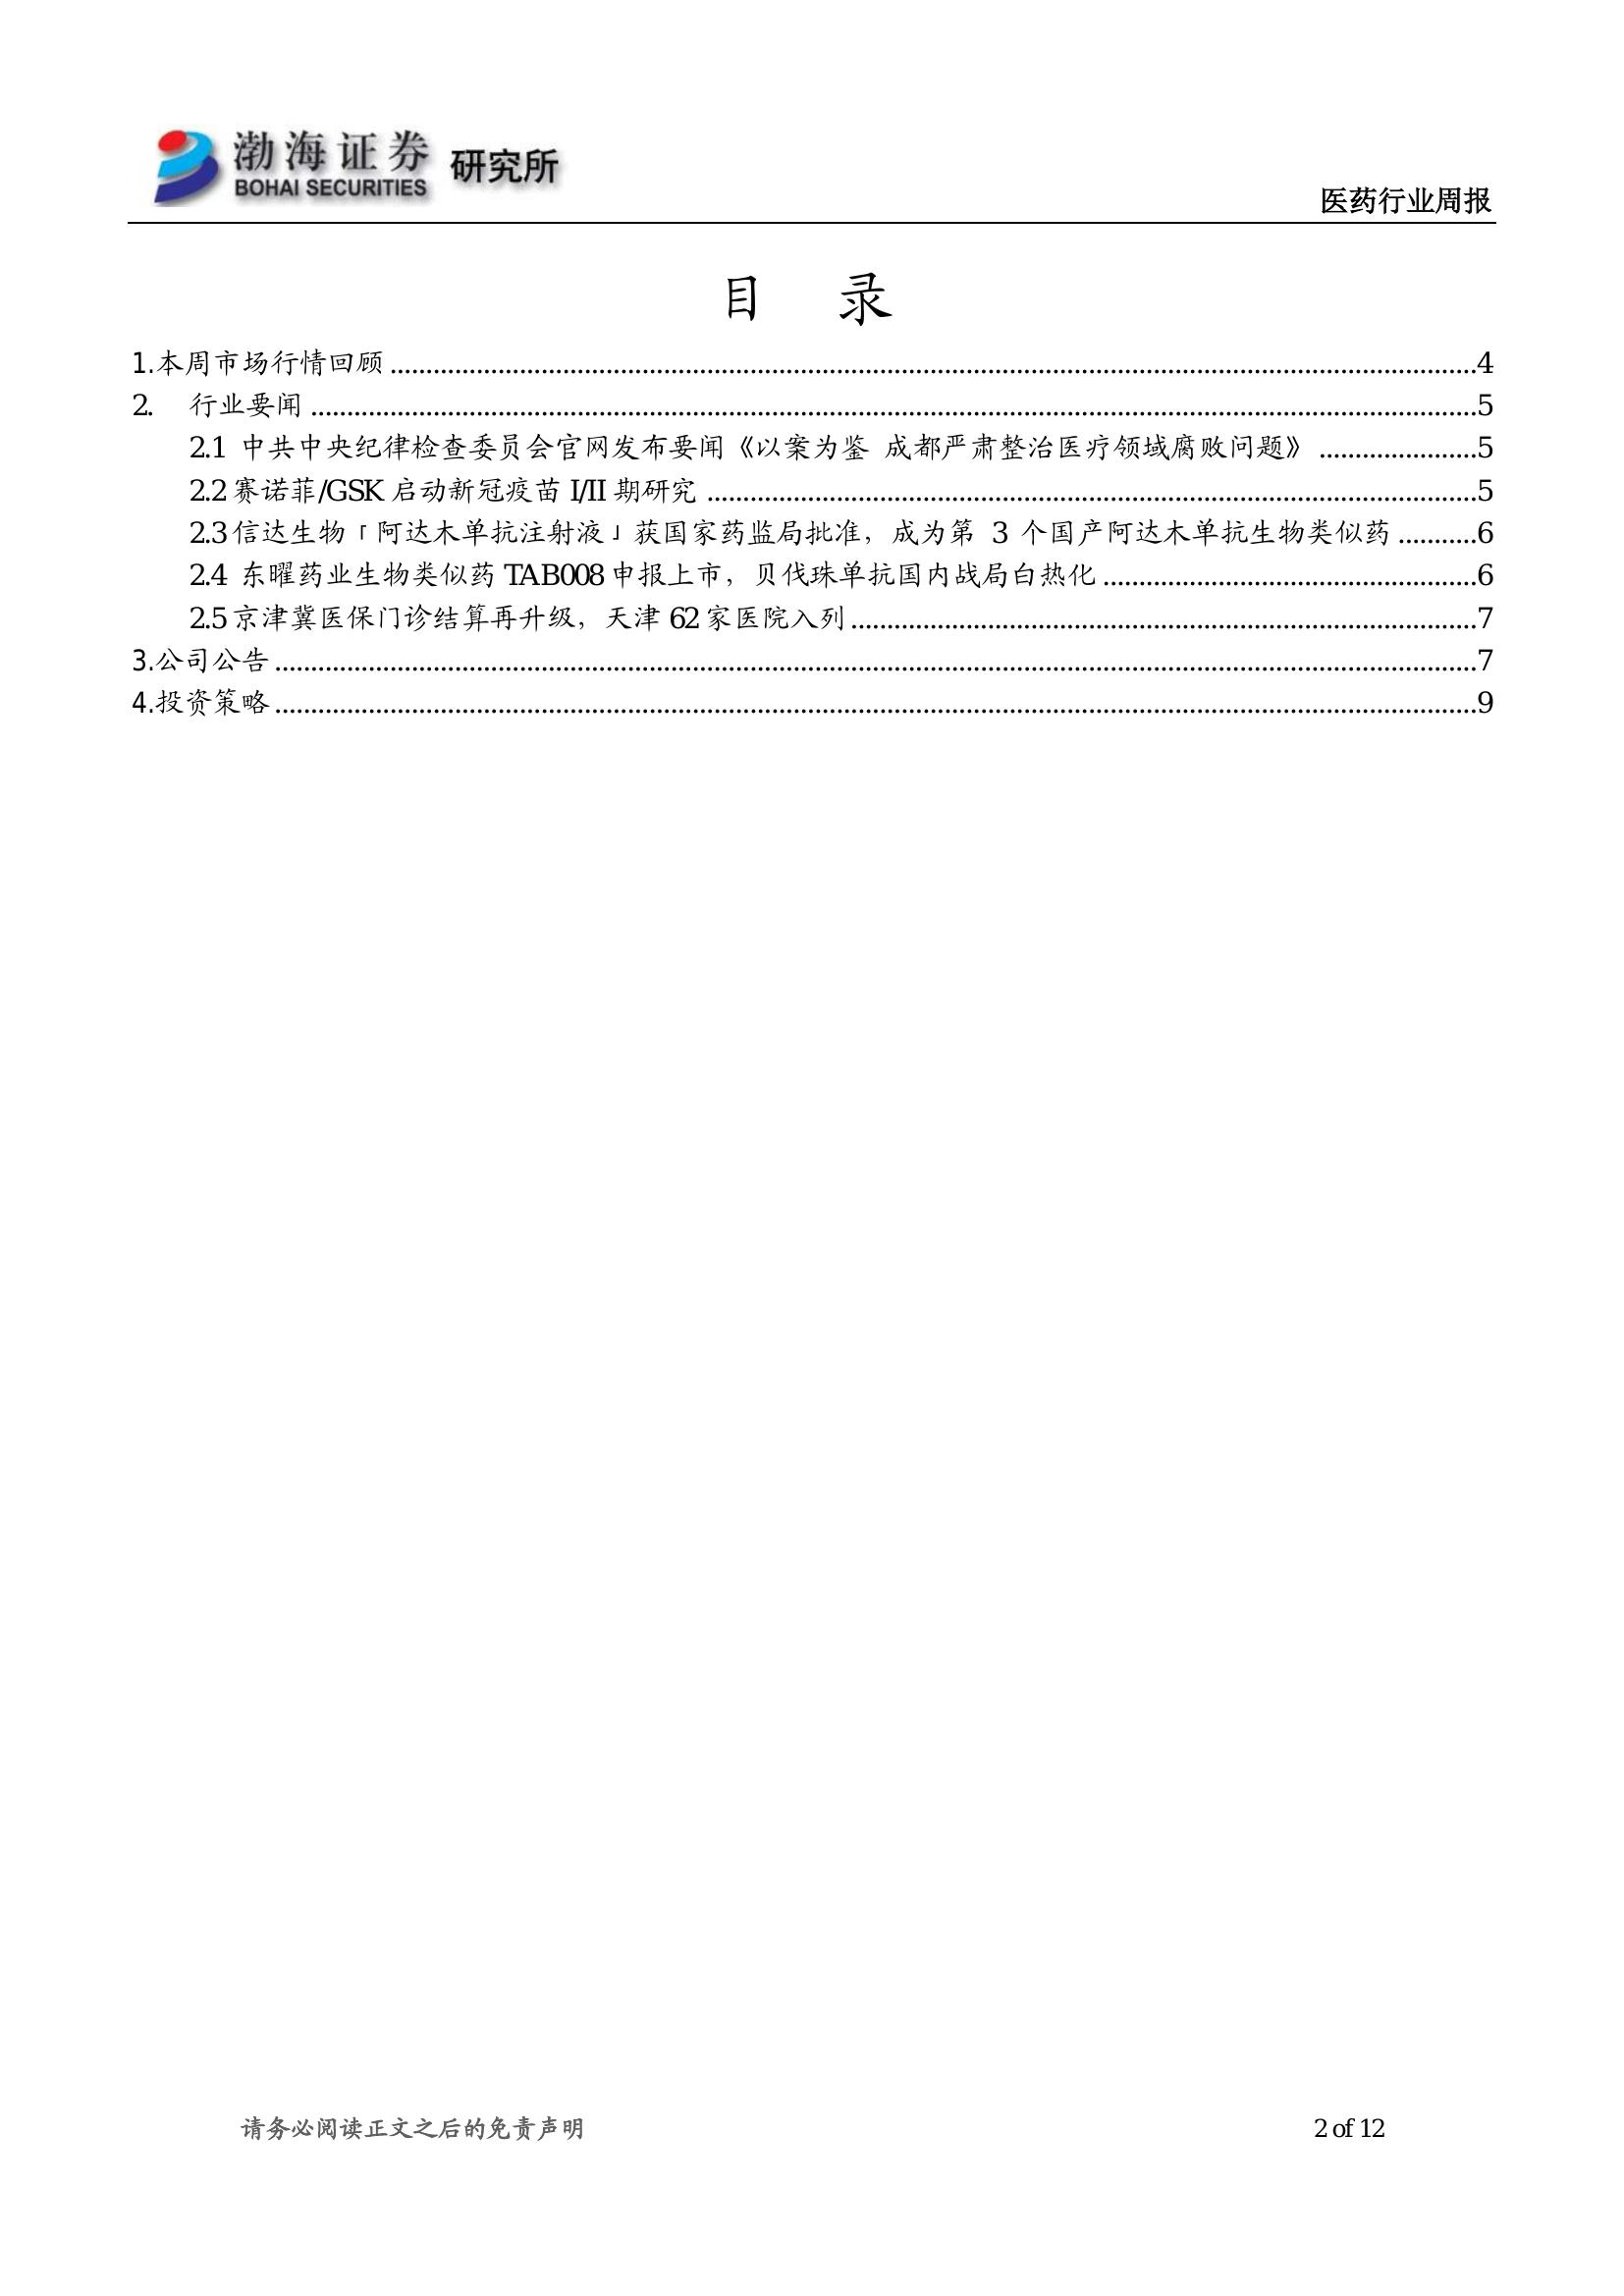 渤海证券 研究所
BOHAI SECURITIES
医药行业周报
目 录
1.本周市场行情回顾 ........................................................................................................................................................4
2. 行业要闻 ...................................................................................................................................................................5
2.1 中共中央纪律检查委员会官网发布要闻《以案为鉴 成都严肃整治医疗领域腐败问题》 ......................5
2.2赛诺菲/GSK 启动新冠疫苗 I/II 期研究 ...........................................................................................................5
2.3信达生物「阿达木单抗注射液」获国家药监局批准，成为第 3 个国产阿达木单抗生物类似药 ...........6
2.4 东曜药业生物类似药 TAB008申报上市，贝伐珠单抗国内战局白热化 ....................................................6
2.5京津冀医保门诊结算再升级，天津 62家医院入列.......................................................................................7
3.公司公告 ........................................................................................................................................................................7
4.投资策略 ........................................................................................................................................................................9
请务必阅读正文之后的免责声明 2 of 12